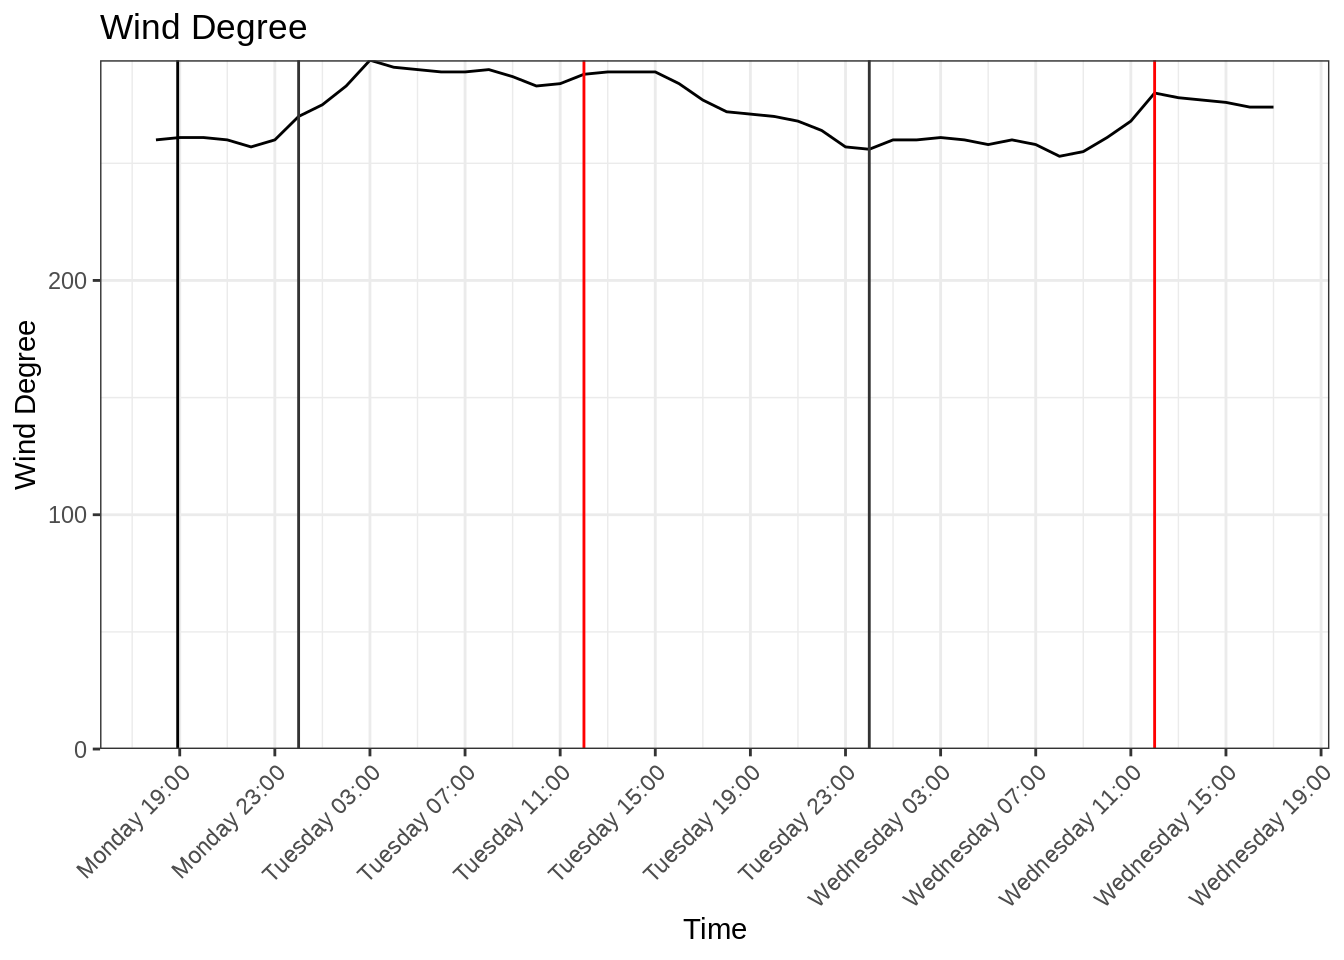 Wind Degree
Wind Degree
200
100
0
Monday 19:00
Monday 23:00
Tuesday 03:00
Tuesday 07:00
Tuesday 11:00
Tuesday 15:00
Tuesday 19:00
Tuesday 23:00
Wednesday 03:00
Wednesday 07:00
Wednesday 11:00
Wednesday 15:00
Wednesday 19:00
Time